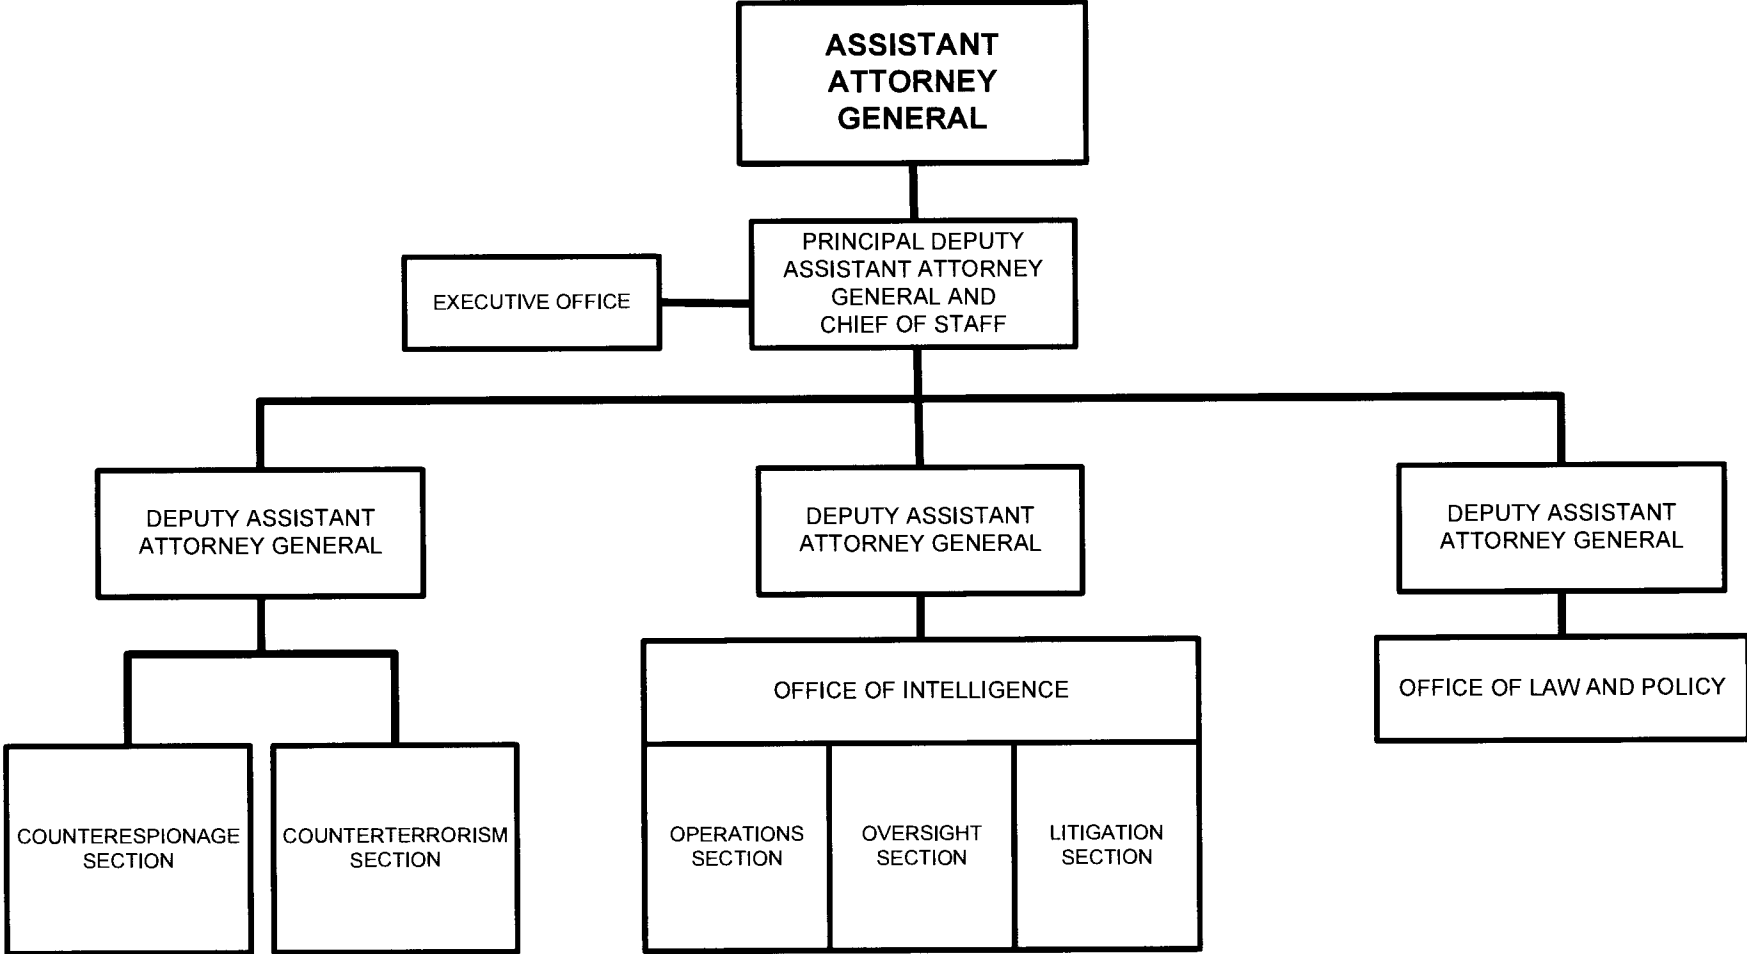 ASSISTANT
ATTORNEY
GENERAL
PRINCIPAL DEPUTY
ASSISTANT ATTORNEY
GENERAL AND
CHIEF OF STAFF
EXECUTIVE OFFICE
DEPUTY ASSISTANT
ATTORNEY GENERAL
DEPUTY ASSISTANT
ATTORNEY GENERAL
DEPUTY ASSISTANT
ATTORNEY GENERAL
OFFICE OF INTELLIGENCE
OFFICE OF LAW AND POLICY
COUNTERESPIONAGE
SECTION
COUNTERTERRORISM
SECTION
OPERATIONS
SECTION
OVERSIGHT
SECTION
LITIGATION
SECTION